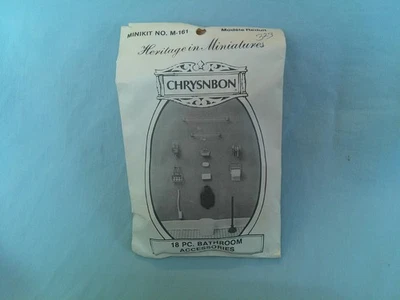 MINIKIT NO. M-161
Heritage in Miniatures
CHRYSNBON
18 PC. BATHROOM
ACCESSORIES